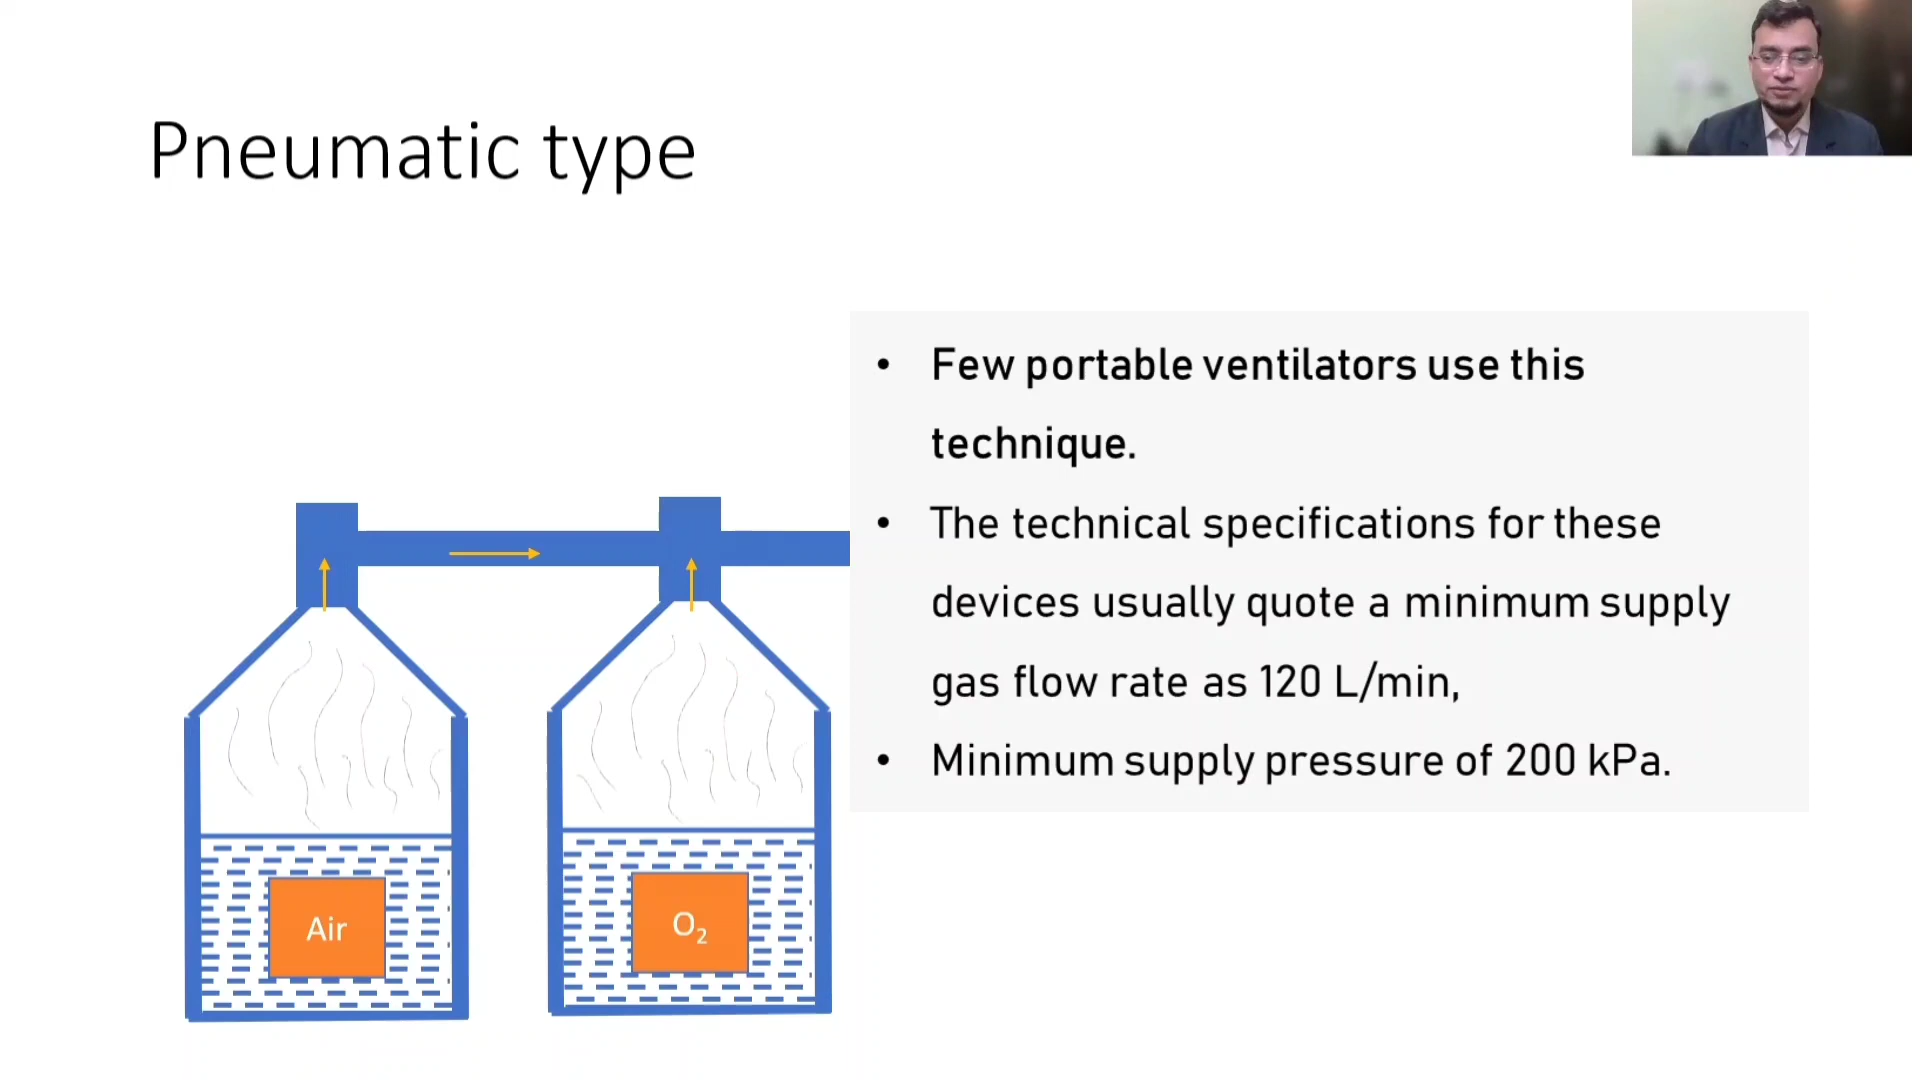 Pneumatic type
• Few portable ventilators use this
technique.
• The technical specifications for these
devices usually quote a minimum supply
gas flow rate as 120 L/min,
• Minimum supply pressure of 200 kPa.
Air
O₂